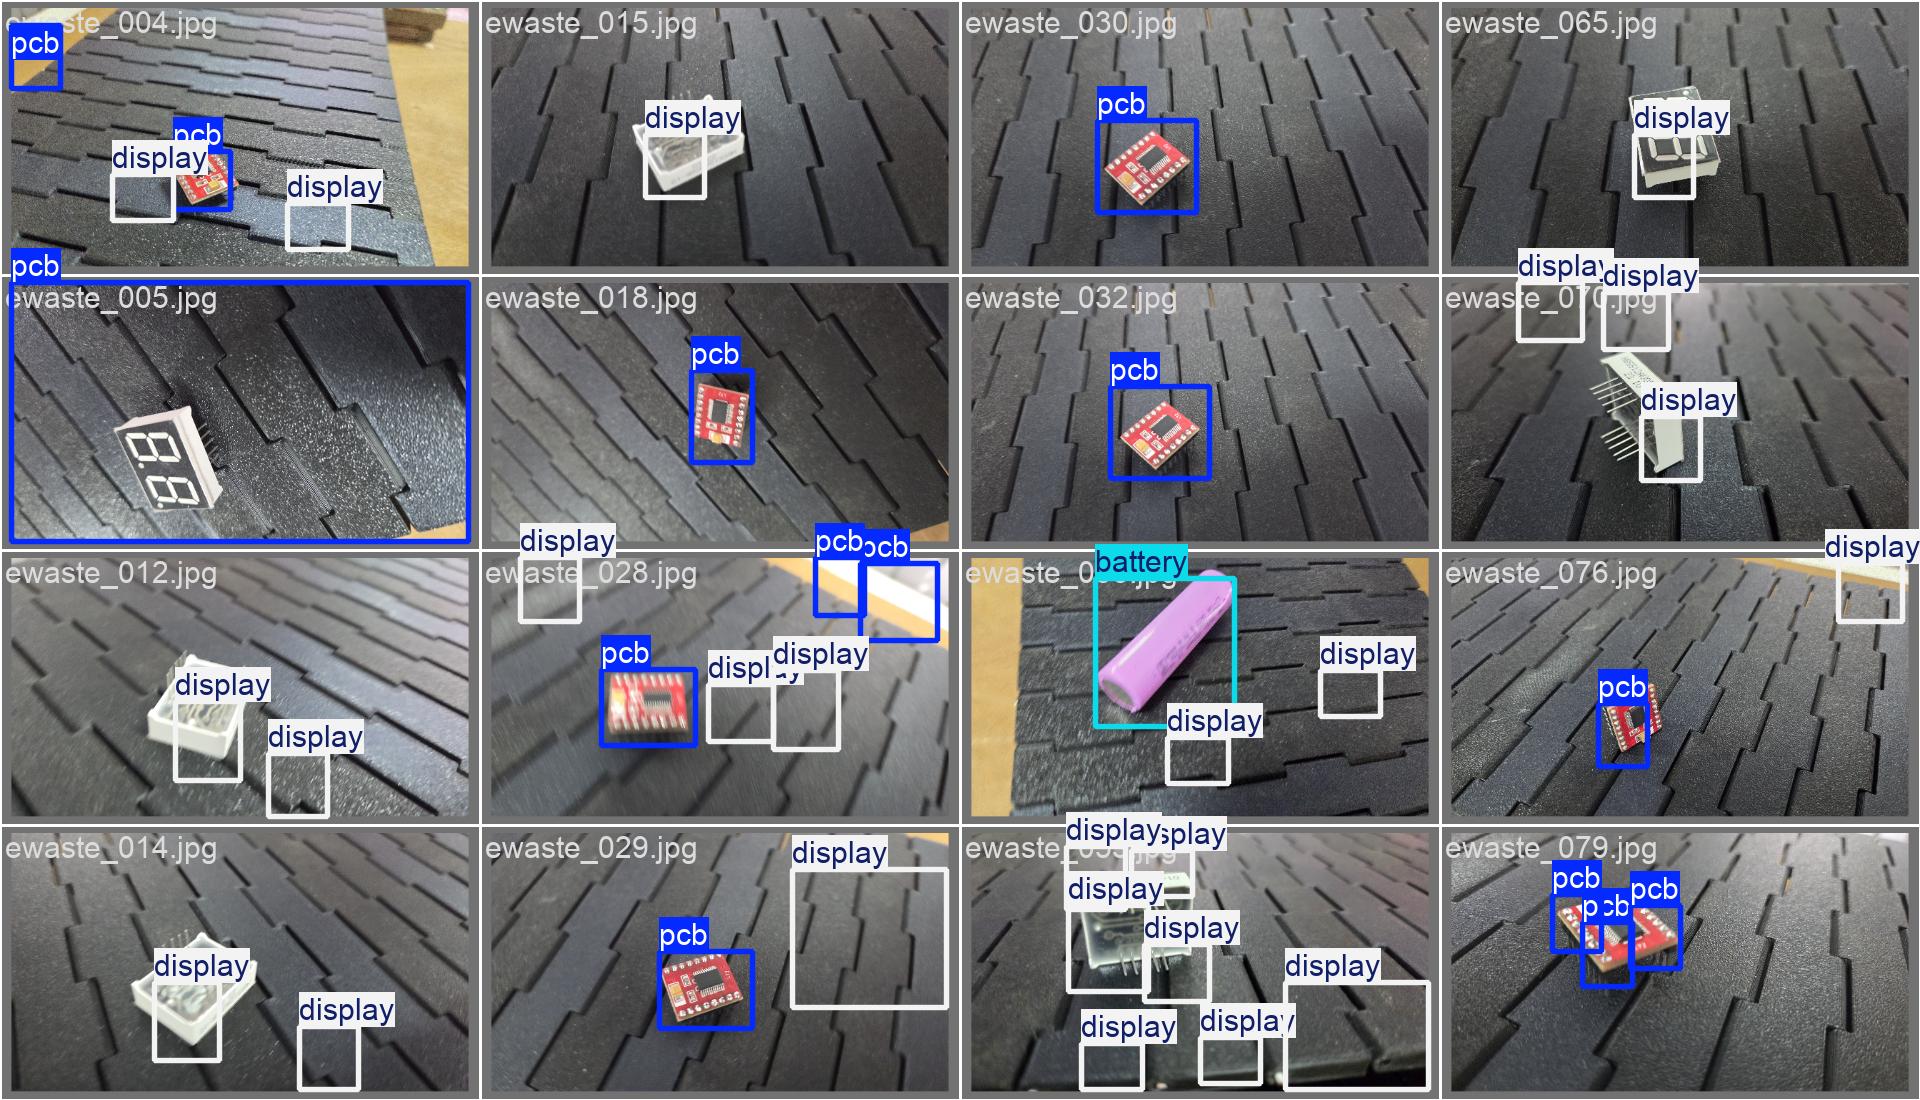 ewaste_004.jpg
pcb
pcb
display
display
ewaste_015.jpg
display
ewaste_030.jpg
pcb
ewaste_065.jpg
display
ewaste_005.jpg
pcb
ewaste_018.jpg
pcb
ewaste_032.jpg
pcb
display
display
display
ewaste_012.jpg
display
display
ewaste_028.jpg
display
pcb
pcb
pcb
display
display
battery
display
display
ewaste_076.jpg
display
pcb
ewaste_014.jpg
display
display
ewaste_029.jpg
display
pcb
display
display
display
display
display
display
ewaste_079.jpg
pcb
pcb
pcb